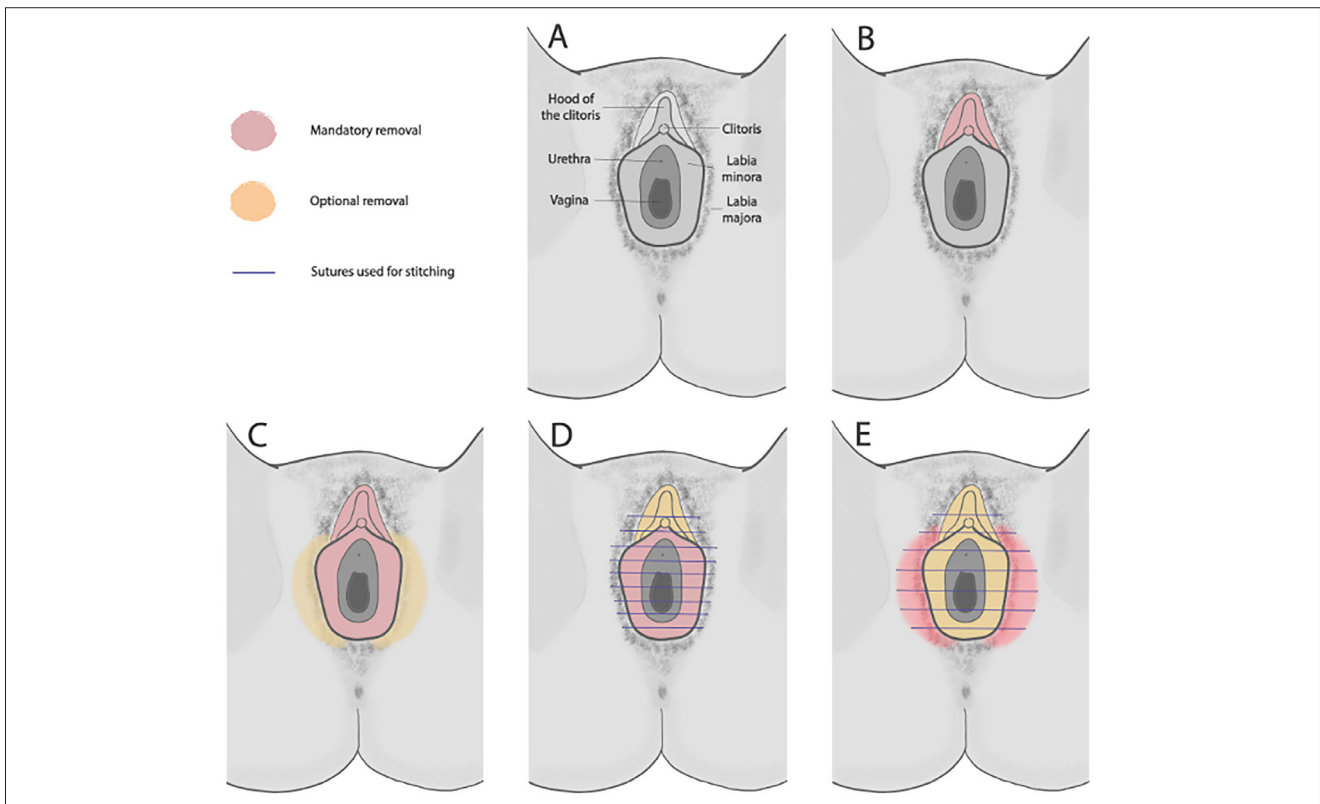 A
B
Hood of
the clitoris
Clitoris
Mandatory removal
Urethra
Labia
minora
Optional removal
Vagina
Labia
majora
Sutures used for stitching
C
D
E